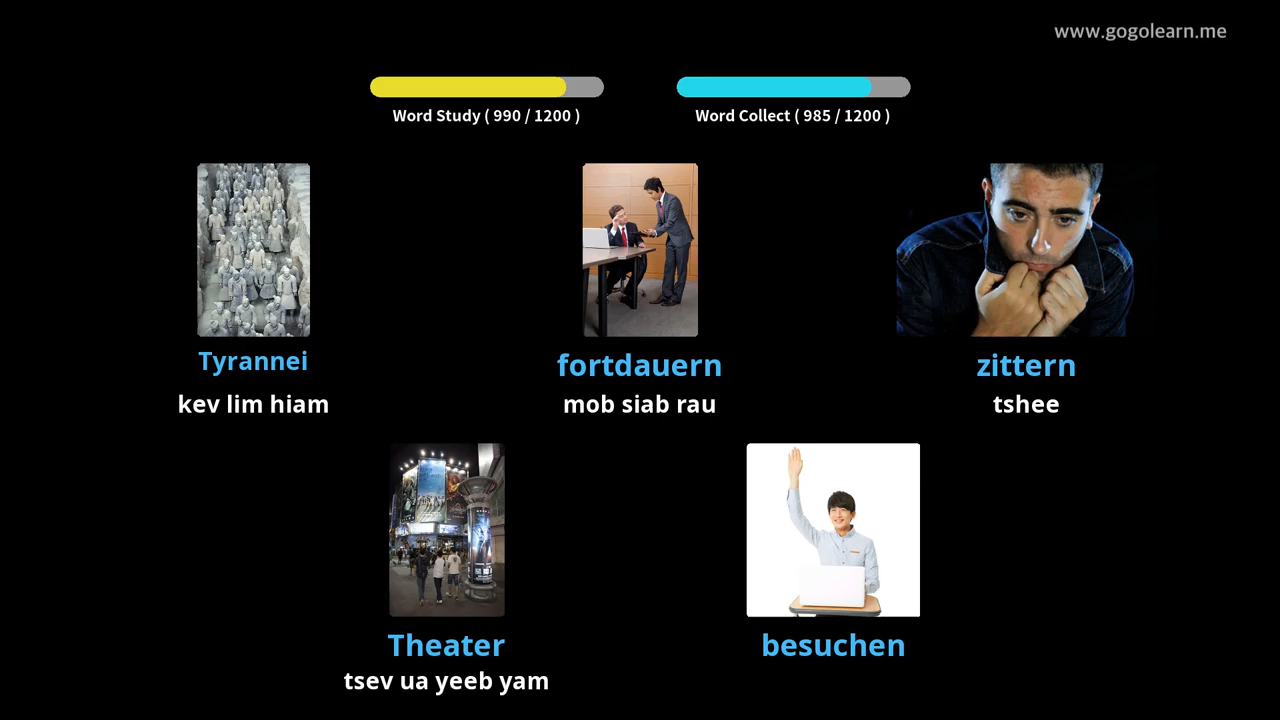 www.gogolearn.me
Word Study ( 990 / 1200 )
Word Collect ( 985 / 1200 )
Tyrannei
fortdauern
zittern
kev lim hiam
mob siab rau
tshee
Theater
besuchen
tsev ua yeeb yam